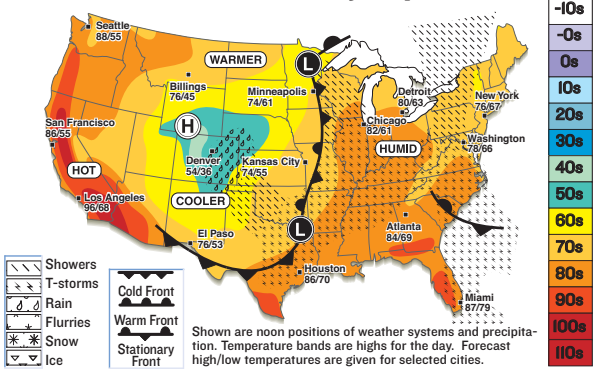 -10s
-0s
0s
10s
20s
30s
40s
50s
60s
70s
80s
90s
100s
110s
Seattle
88/55
WARMER
L
Billings
76/45
Minneapolis
74/61
Detroit
80/63
New York
76/67
San Francisco
86/55
H
Chicago
82/61
Washington
78/66
Denver
54/36
Kansas City
74/55
HUMID
HOT
COOLER
Los Angeles
96/68
El Paso
76/53
L
Atlanta
84/69
Houston
86/70
Miami
87/79
Showers
T-storms
Rain
Flurries
Snow
Ice
Cold Front
Warm Front
Stationary
Front
Shown are noon positions of weather systems and precipita-
tion. Temperature bands are highs for the day. Forecast
high/low temperatures are given for selected cities.